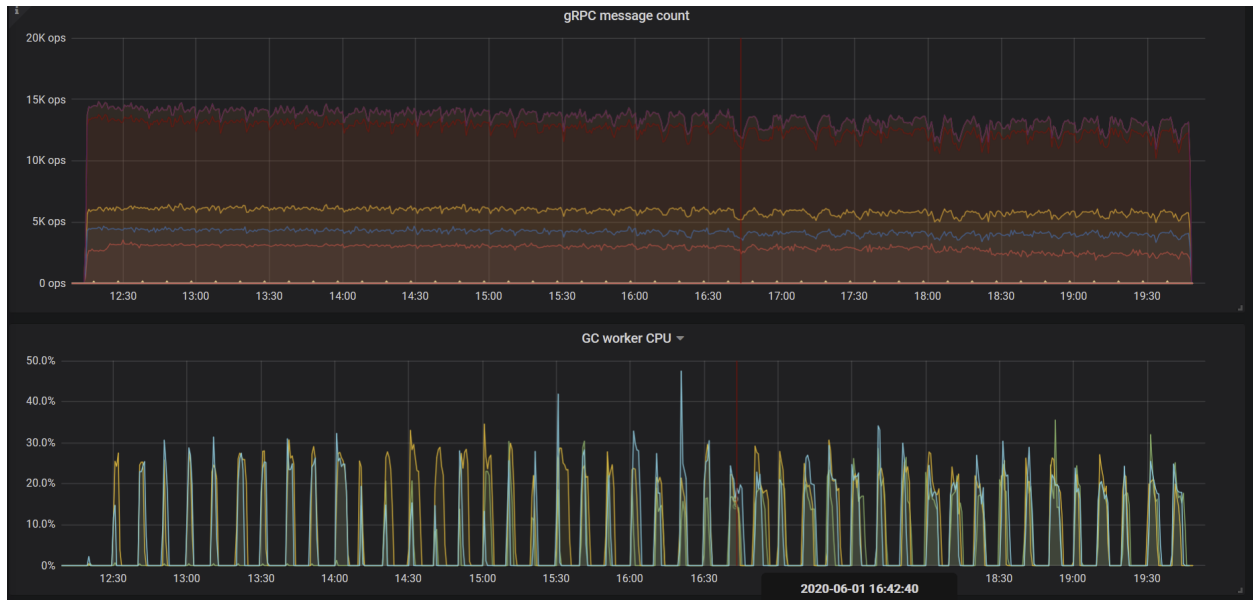 i
gRPC message count
20K ops
15K ops
10K ops
5K ops
0 ops
12:30 13:00 13:30 14:00 14:30 15:00 15:30 16:00 16:30 17:00 17:30 18:00 18:30 19:00 19:30
GC worker CPU
50.0%
40.0%
30.0%
20.0%
10.0%
0%
12:30 13:00 13:30 14:00 14:30 15:00 15:30 16:00 16:30 18:30 19:00 19:30
2020-06-01 16:42:40